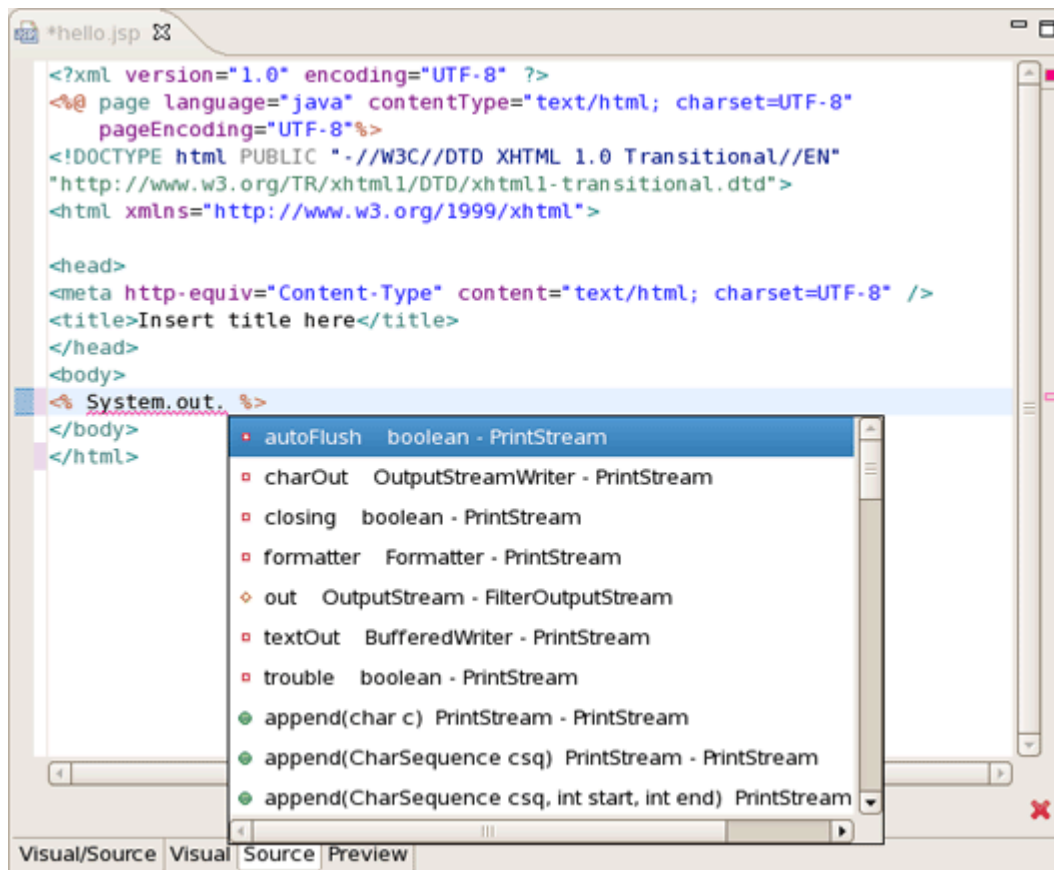 *hello.jsp
<?xml version="1.0" encoding="UTF-8" ?>
<%@ page language="java" contentType="text/html; charset=UTF-8"
    pageEncoding="UTF-8"%>
<!DOCTYPE html PUBLIC "-//W3C//DTD XHTML 1.0 Transitional//EN"
"http://www.w3.org/TR/xhtml1/DTD/xhtml1-transitional.dtd">
<html xmlns="http://www.w3.org/1999/xhtml">
<head>
<meta http-equiv="Content-Type" content="text/html; charset=UTF-8" />
<title>Insert title here</title>
</head>
<body>
<% System.out. %>
</body>
</html>
autoFlush boolean - PrintStream
charOut OutputStreamWriter - PrintStream
closing boolean - PrintStream
formatter Formatter - PrintStream
out OutputStream - FilterOutputStream
textOut BufferedWriter - PrintStream
trouble boolean - PrintStream
append(char c) PrintStream - PrintStream
append(CharSequence csq) PrintStream - PrintStream
append(CharSequence csq, int start, int end) PrintStream
Visual/Source Visual Source Preview